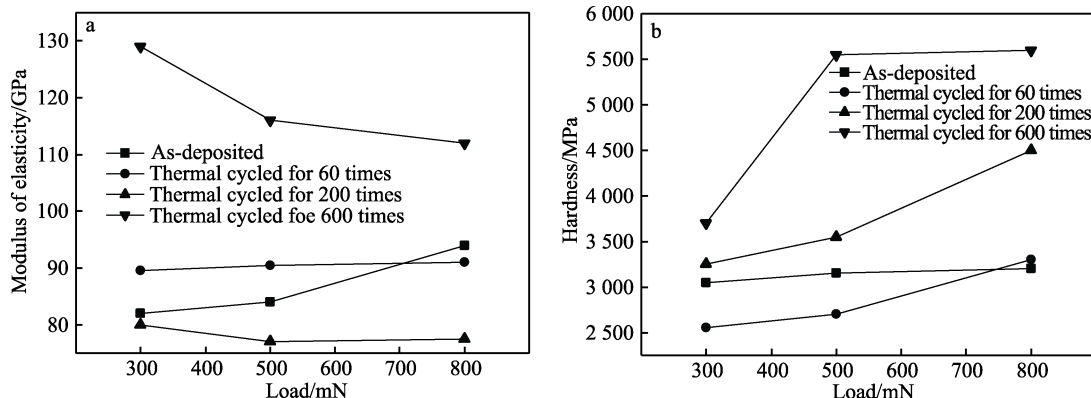 a
Modulus of elasticity/GPa
130
120
110
100
90
80
As-deposited
Thermal cycled for 60 times
Thermal cycled for 200 times
Thermal cycled foe 600 times
300 400 500 600 700 800
Load/mN
b
Hardness/MPa
6 000
5 500
5 000
4 500
4 000
3 500
3 000
2 500
As-deposited
Thermal cycled for 60 times
Thermal cycled for 200 times
Thermal cycled for 600 times
300 400 500 600 700 800
Load/mN